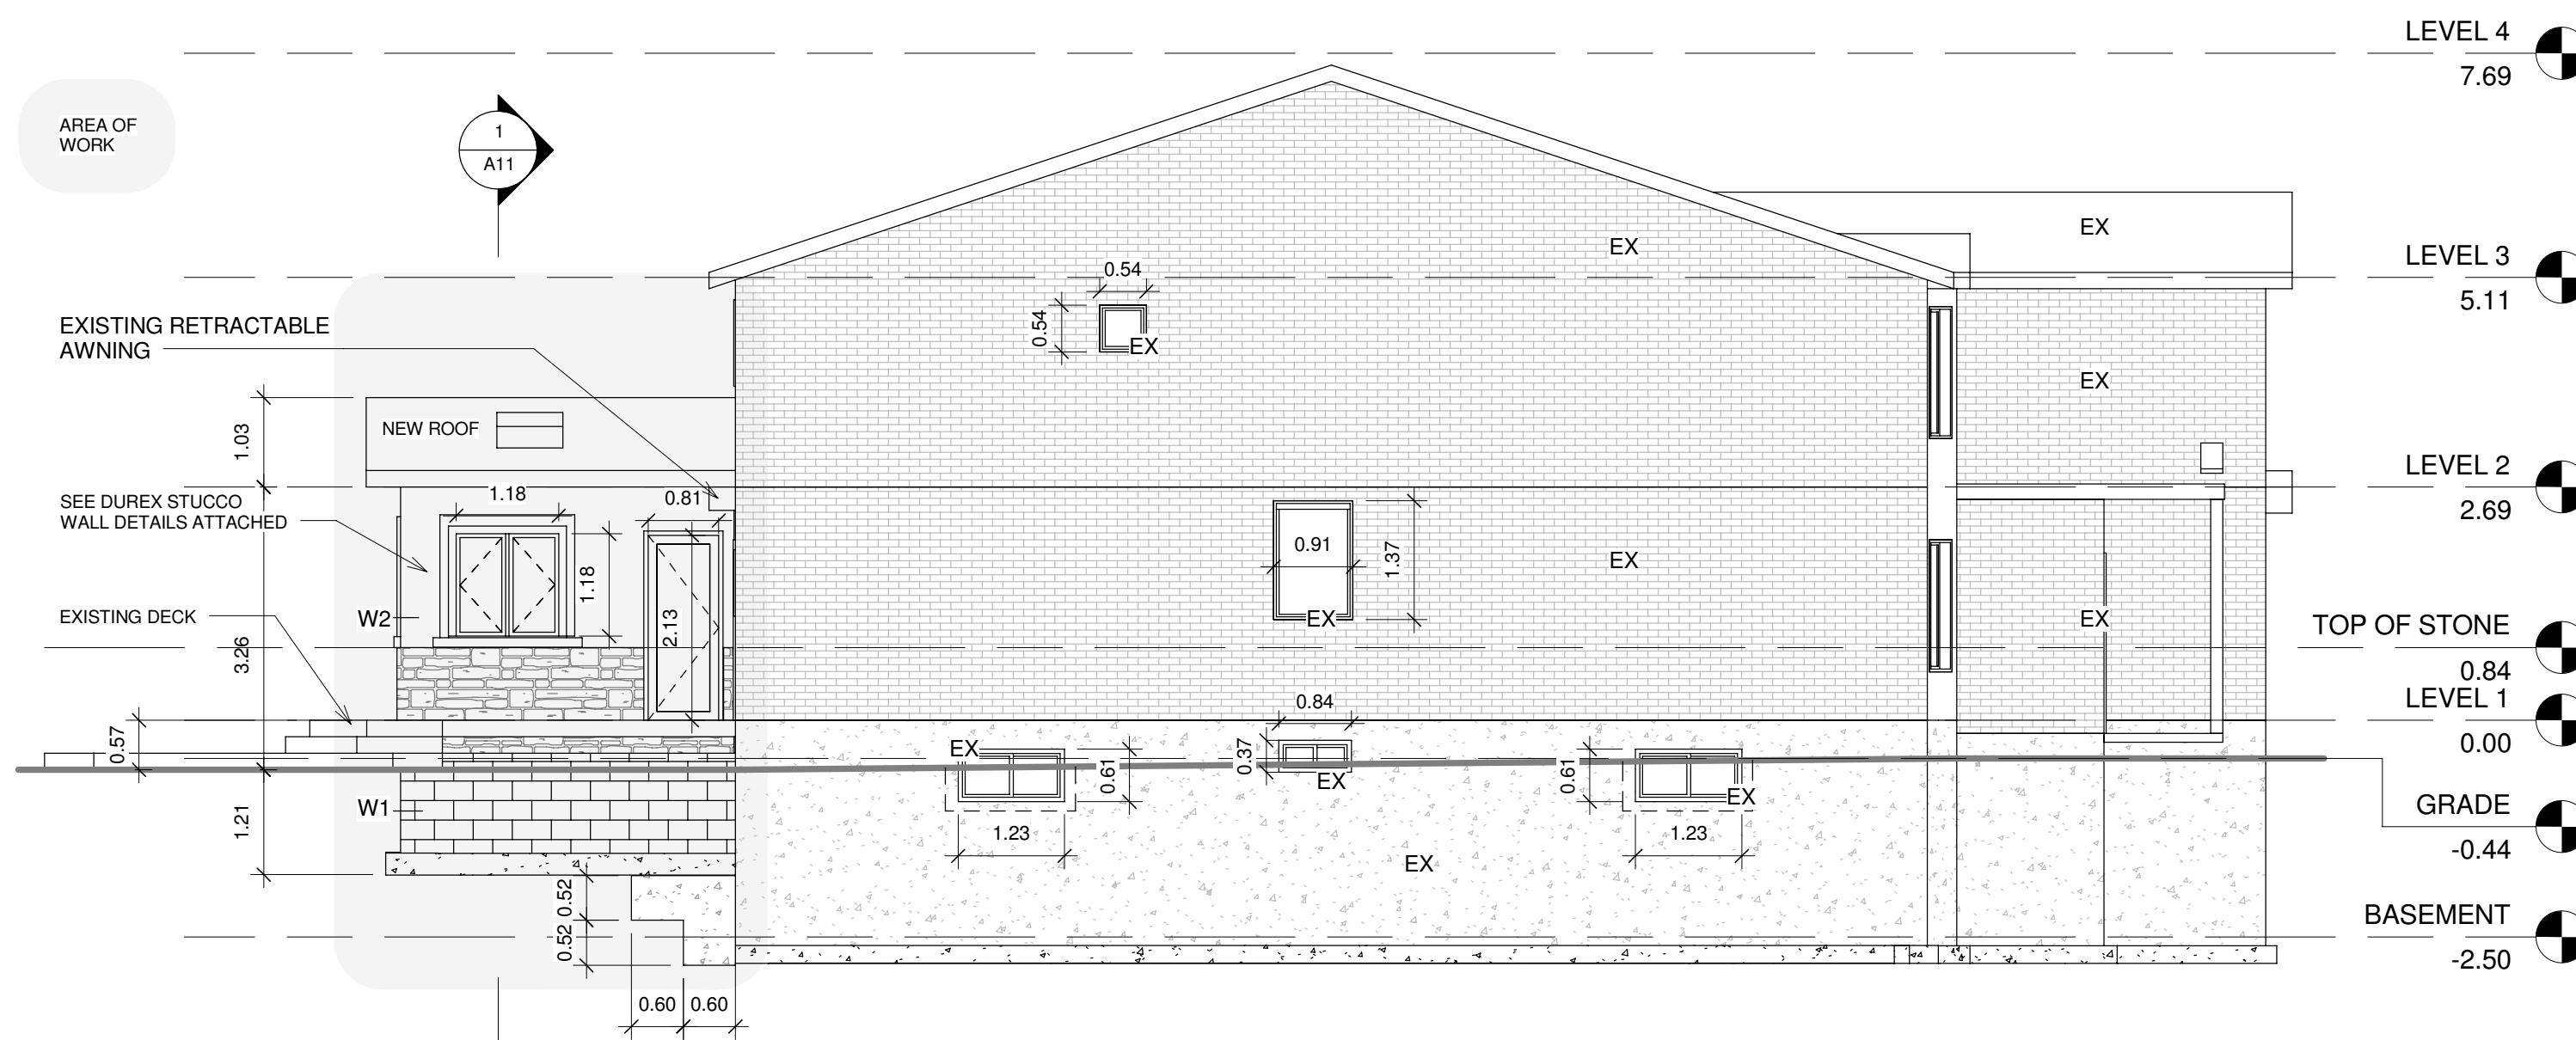 LEVEL 4
7.69
AREA OF
WORK
1
A11
EX
EX
LEVEL 3
5.11
0.54
0.54
EX
EXISTING RETRACTABLE
AWNING
EX
1.03
NEW ROOF
LEVEL 2
2.69
SEE DUREX STUCCO
WALL DETAILS ATTACHED
1.18
0.81
0.91
1.37
EX
1.18
2.13
EXISTING DECK
W2
EX
EX
TOP OF STONE
0.84
3.26
LEVEL 1
0.00
0.84
0.57
EX
0.61
0.37
EX
0.61
EX
W1
1.21
1.23
1.23
GRADE
-0.44
EX
0.52
0.52
BASEMENT
-2.50
0.60
0.60